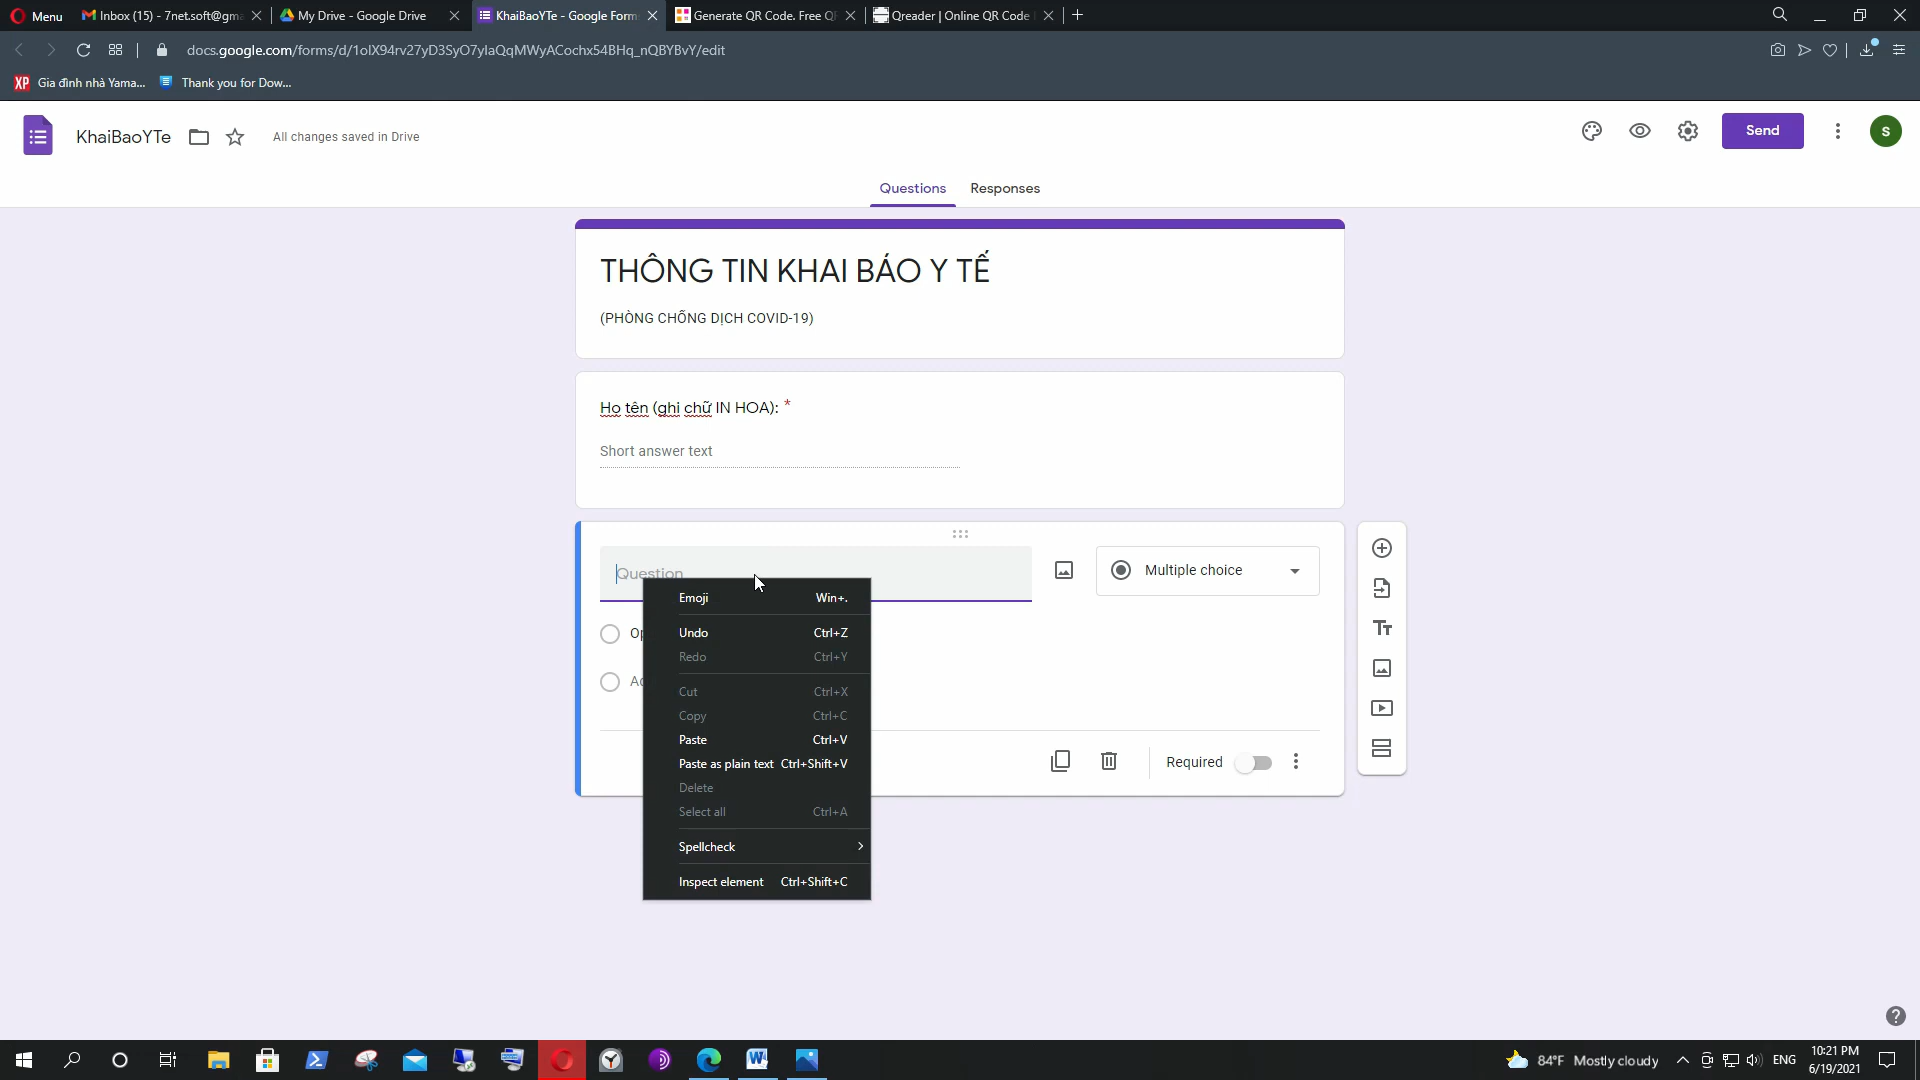 Menu
Inbox (15) - 7net.soft@gma
My Drive - Google Drive
KhaiBaoYTe - Google Form
Generate QR Code. Free QR
Qreader | Online QR Code
docs.google.com/forms/d/1olX94rv27yD3SyO7ylaQqMWyACochx54BHq_nQBYBvY/edit
XP Gia đình nhà Yama...
Thank you for Dow...
KhaiBaoYTe
All changes saved in Drive
Send
S
Questions
Responses
THÔNG TIN KHAI BÁO Y TẾ
(PHÒNG CHỐNG DỊCH COVID-19)
Họ tên (ghi chữ IN HOA): *
Short answer text
Question
Multiple choice
Emoji Win+.
Undo Ctrl+Z
Redo Ctrl+Y
Cut Ctrl+X
Copy Ctrl+C
Paste Ctrl+V
Paste as plain text Ctrl+Shift+V
Delete
Select all Ctrl+A
Spellcheck
Inspect element Ctrl+Shift+C
Required
84°F Mostly cloudy
ENG
10:21 PM
6/19/2021